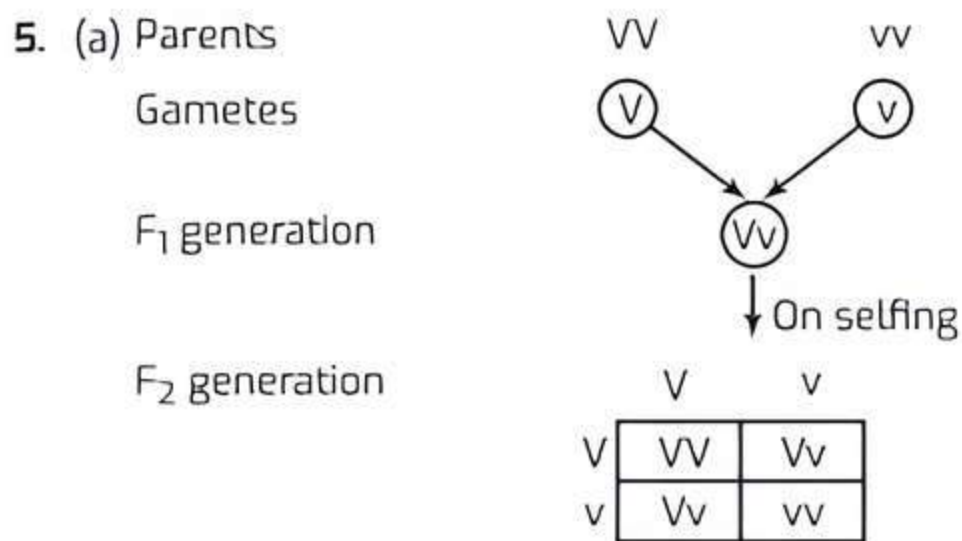 5. (a) Parents VV vv
Gametes V v
F₁ generation Vv
On selfing
F₂ generation V v
V VV Vv
v Vv vv